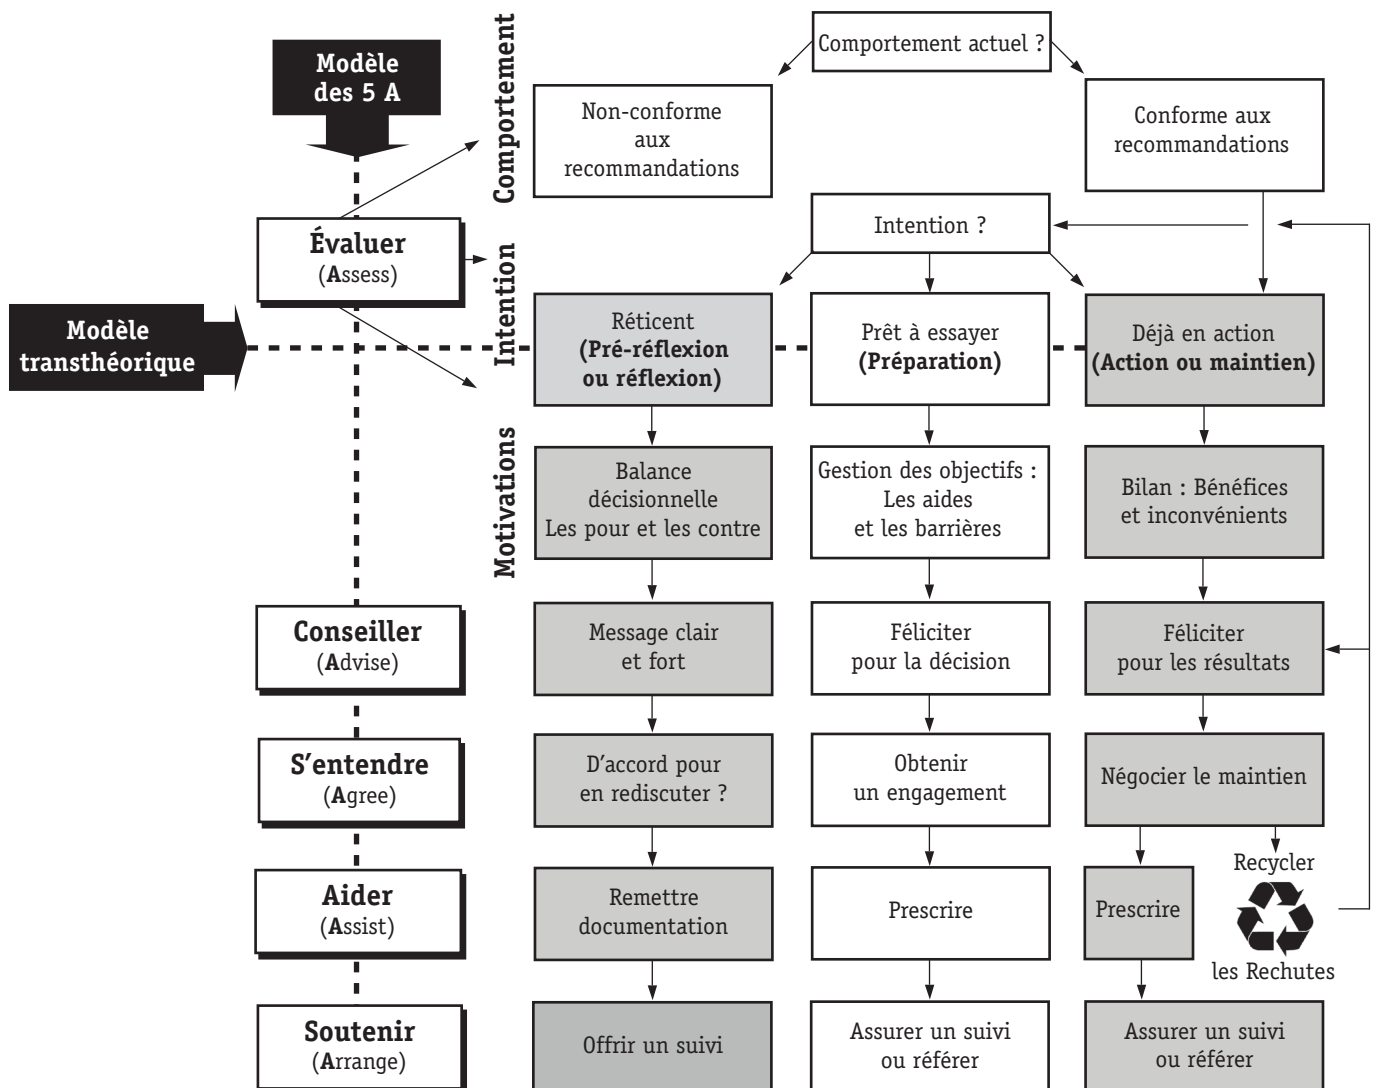 Modèle
des 5 A
Modèle
transthéorique
Évaluer
(Assess)
Conseiller
(Advise)
S'entendre
(Agree)
Aider
(Assist)
Soutenir
(Arrange)
Comportement
Intention
Motivations
Comportement actuel ?
Non-conforme
aux
recommandations
Conforme aux
recommandations
Intention ?
Réticent
(Pré-réflexion
ou réflexion)
Prêt à essayer
(Préparation)
Déjà en action
(Action ou maintien)
Balance
décisionnelle
Les pour et les contre
Gestion des objectifs :
Les aides
et les barrières
Bilan : Bénéfices
et inconvénients
Message clair
et fort
Féliciter
pour la décision
Féliciter
pour les résultats
D'accord pour
en rediscuter ?
Obtenir
un engagement
Négocier le maintien
Remettre
documentation
Prescrire
Prescrire
Recycler
les Rechutes
Offrir un suivi
Assurer un suivi
ou référer
Assurer un suivi
ou référer